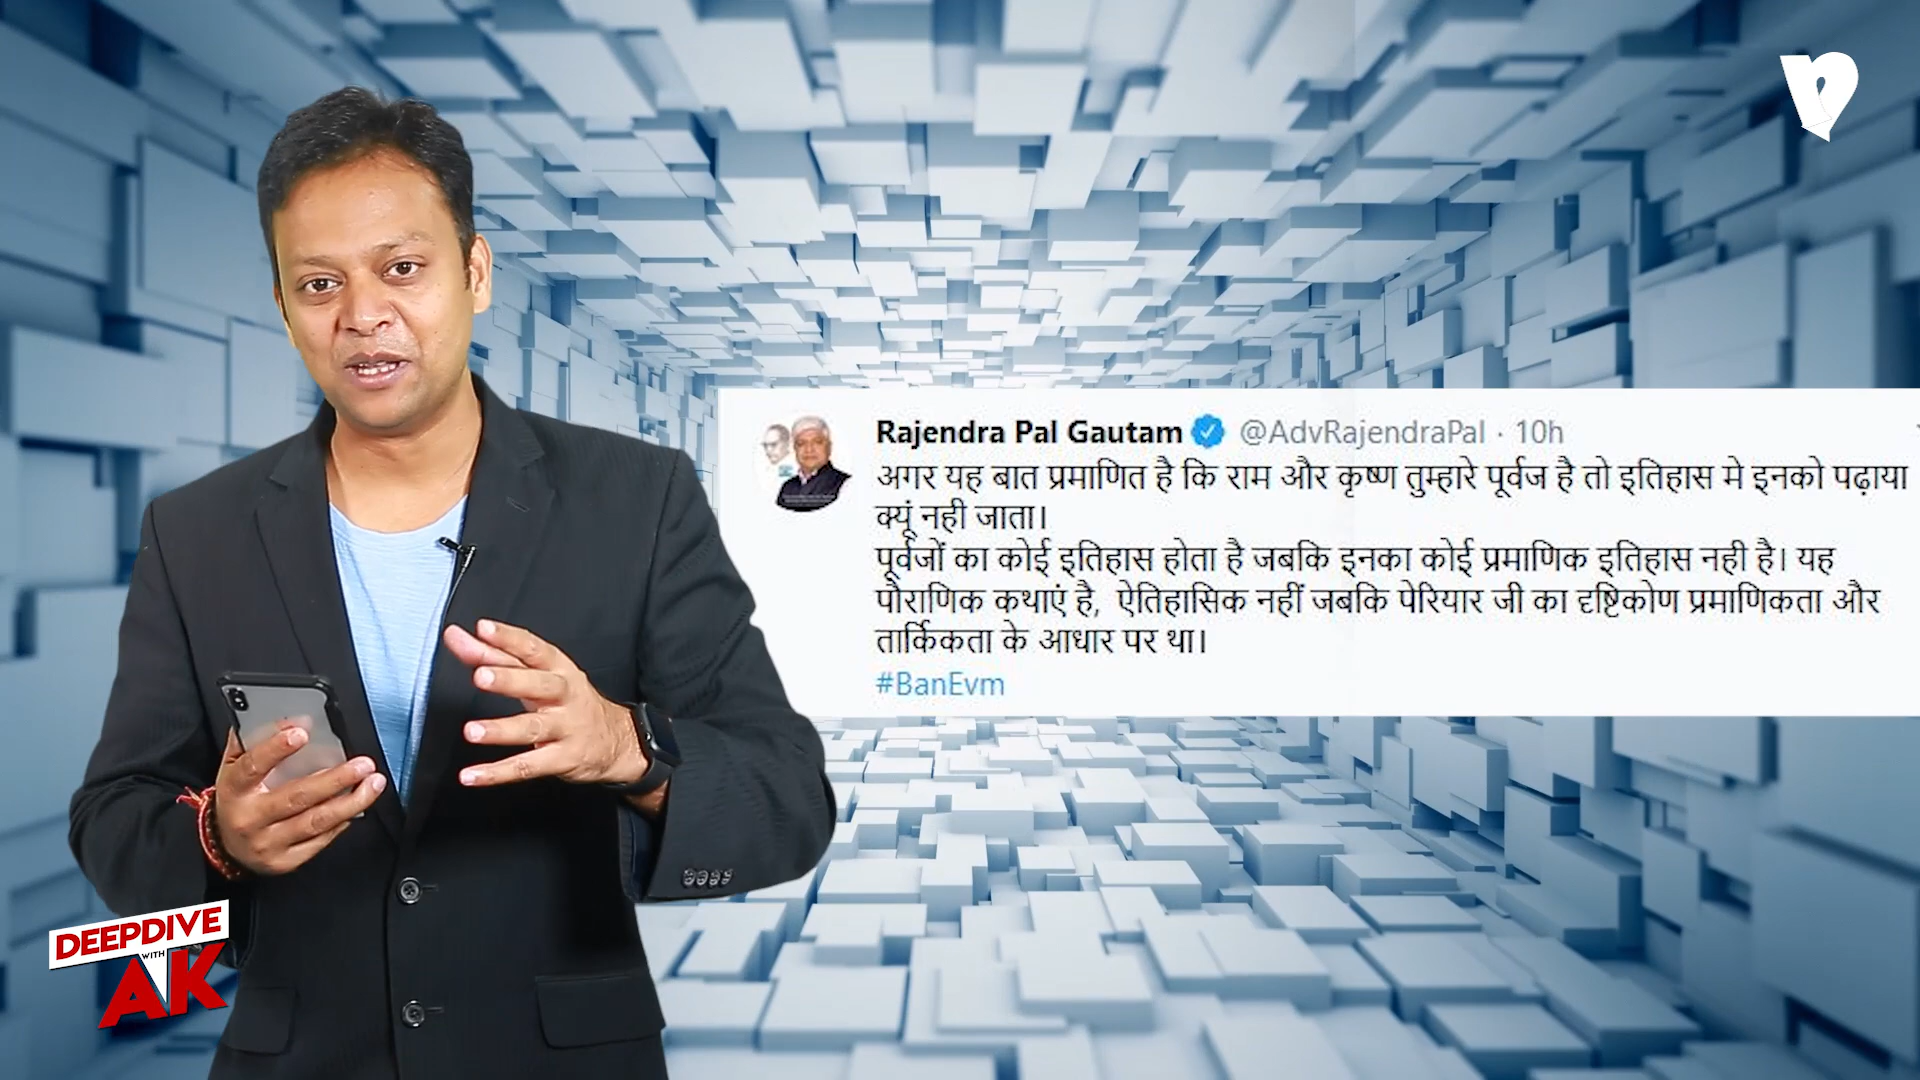 Rajendra Pal Gautam @AdvRajendraPal · 10h
अगर यह बात प्रमाणित है कि राम और कृष्ण तुम्हारे पूर्वज है तो इतिहास मे इनको पढ़ाया
क्यूं नही जाता।
पूर्वजों का कोई इतिहास होता है जबकि इनका कोई प्रमाणिक इतिहास नही है। यह
पौराणिक कथाएं है, ऐतिहासिक नहीं जबकि पेरियार जी का दृष्टिकोण प्रमाणिकता और
तार्किकता के आधार पर था।
#BanEvm
DEEPDIVE
WITH
AK